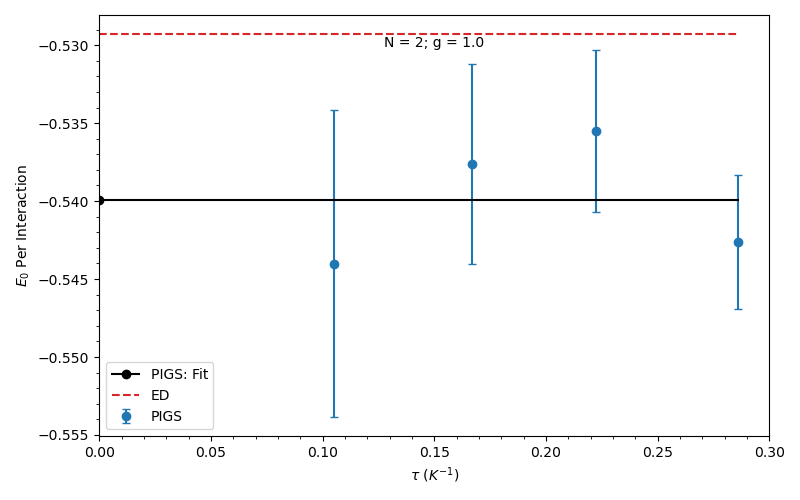 −0.530
−0.535
−0.540
−0.545
−0.550
−0.555
E₀ Per Interaction
N = 2; g = 1.0
PIGS: Fit
ED
PIGS
0.00 0.05 0.10 0.15 0.20 0.25 0.30
τ (K⁻¹)